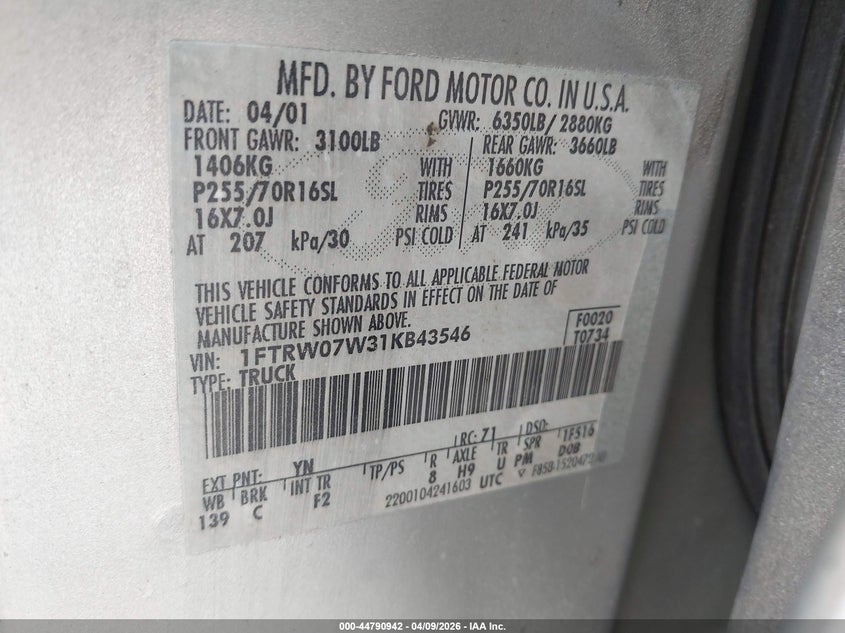 MFD. BY FORD MOTOR CO. IN U.S.A.
DATE: 04/01 GVWR: 6350LB/ 2880KG
FRONT GAWR: 3100LB REAR GAWR: 3660LB
1406KG WITH 1660KG WITH
P255/70R16SL TIRES P255/70R16SL TIRES
16X7.0J RIMS 16X7.0J RIMS
AT 207 kPa/30 PSI COLD AT 241 kPa/35 PSI COLD
THIS VEHICLE CONFORMS TO ALL APPLICABLE FEDERAL MOTOR
VEHICLE SAFETY STANDARDS IN EFFECT ON THE DATE OF
MANUFACTURE SHOWN ABOVE.
F0020
VIN: 1FTRW07W31KB43546 T0734
TYPE: TRUCK
EXT PNT: YN RC: 71 DSO:
WB BRK INT TR TP/PS R AXLE TR SPR 1F516
139 C F2 8 H9 U PM DOB
2200104241603 UTC
000-44790942 - 04/09/2026 - IAA Inc.